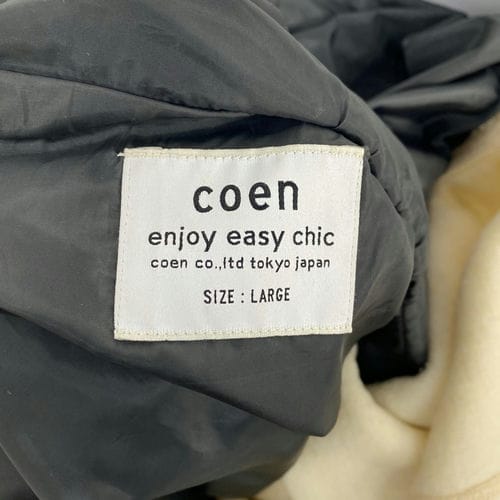 coen
enjoy easy chic
coen co.,ltd tokyo japan
SIZE : LARGE